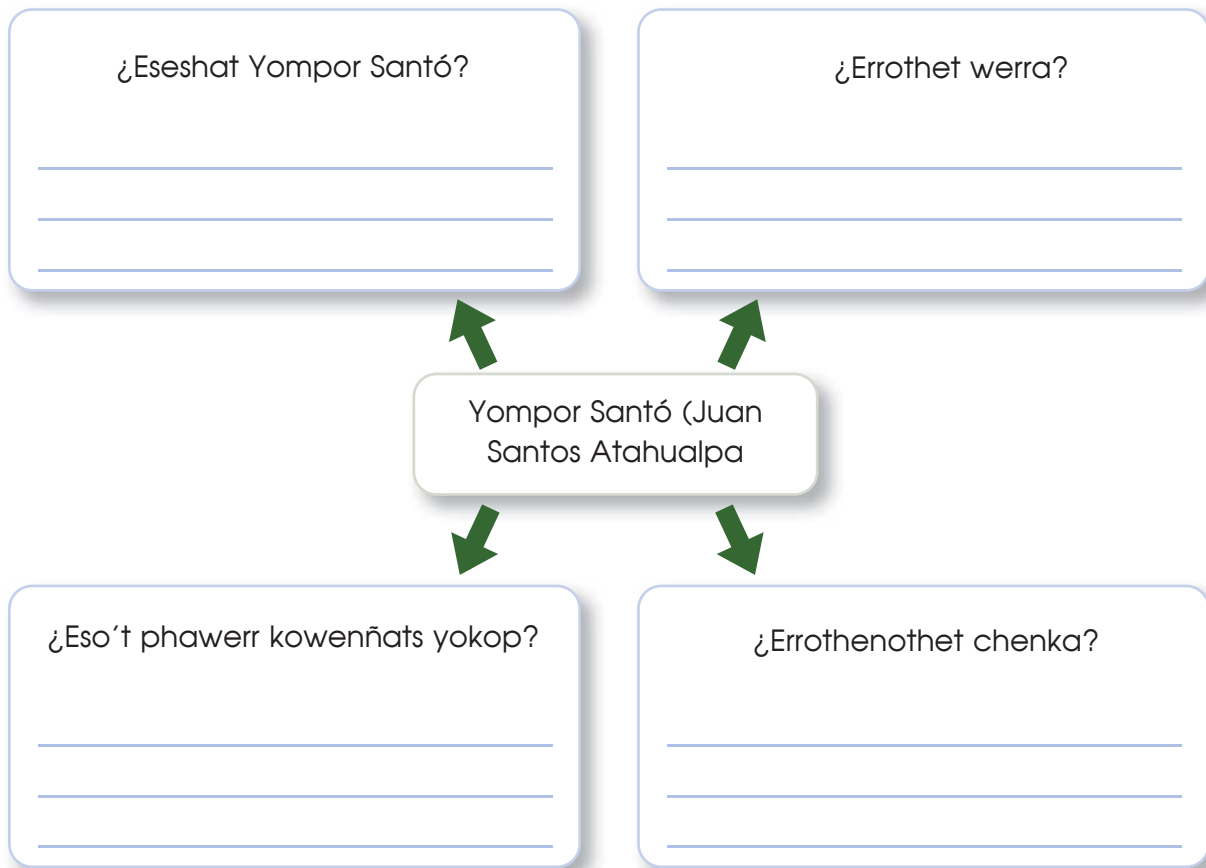 ¿Eseshat Yompor Santó?
¿Errothet werra?
Yompor Santó (Juan
Santos Atahualpa
¿Eso´t phawerr kowenñats yokop?
¿Errothenothet chenka?